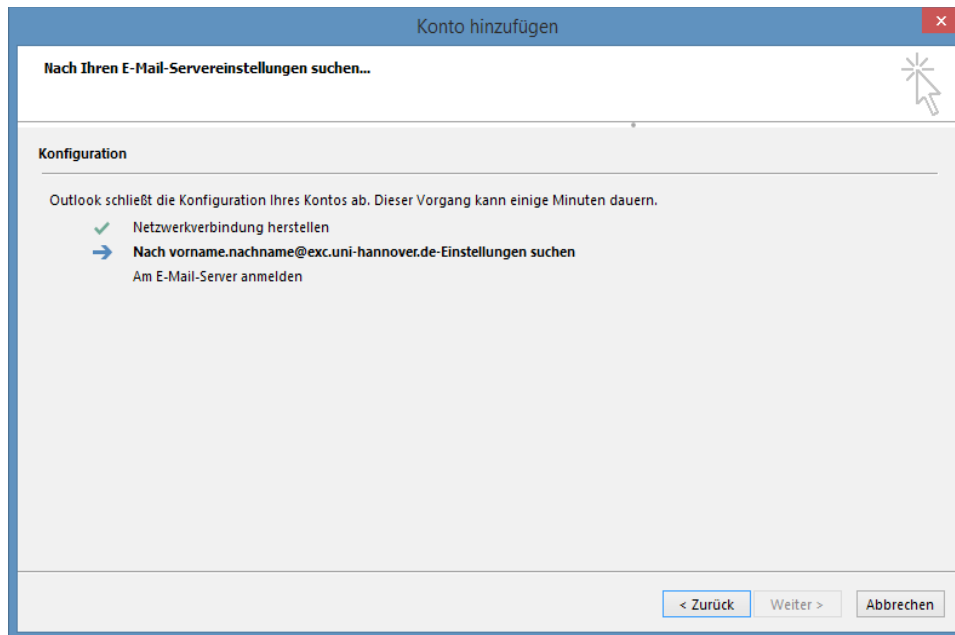 Konto hinzufügen
Nach Ihren E-Mail-Servereinstellungen suchen...
Konfiguration
Outlook schließt die Konfiguration Ihres Kontos ab. Dieser Vorgang kann einige Minuten dauern.
Netzwerkverbindung herstellen
Nach vorname.nachname@exc.uni-hannover.de-Einstellungen suchen
Am E-Mail-Server anmelden
< Zurück Weiter > Abbrechen